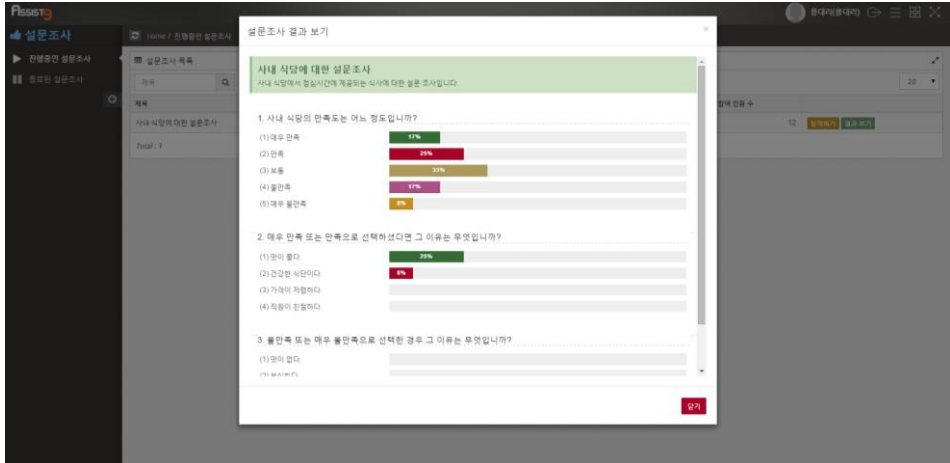 Assist9
설문조사
Home / 진행중인 설문조사
용대리(용대리)
진행중인 설문조사
종료된 설문조사
설문조사 목록
제목
20
제목
참여 인원 수
사내 식당에 대한 설문조사
12
참여하기
결과 보기
Total : 1
설문조사 결과 보기
×
사내 식당에 대한 설문조사
사내 식당에서 점심시간에 제공되는 식사에 대한 설문 조사입니다.
1. 사내 식당의 만족도는 어느 정도입니까?
(1) 매우 만족
17%
(2) 만족
25%
(3) 보통
33%
(4) 불만족
17%
(5) 매우 불만족
8%
2. 매우 만족 또는 만족으로 선택하셨다면 그 이유는 무엇입니까?
(1) 맛이 좋다.
25%
(2) 건강한 식단이다.
8%
(3) 가격이 저렴하다.
(4) 직원이 친절하다.
3. 불만족 또는 매우 불만족으로 선택한 경우 그 이유는 무엇입니까?
(1) 맛이 없다.
닫기